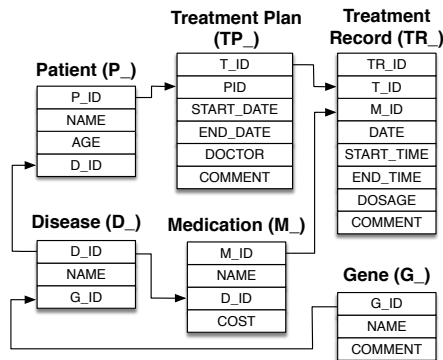 Patient (P_)
P_ID
NAME
AGE
D_ID
Treatment Plan
(TP_)
T_ID
PID
START_DATE
END_DATE
DOCTOR
COMMENT
Treatment
Record (TR_)
TR_ID
T_ID
M_ID
DATE
START_TIME
END_TIME
DOSAGE
COMMENT
Disease (D_)
D_ID
NAME
G_ID
Medication (M_)
M_ID
NAME
D_ID
COST
Gene (G_)
G_ID
NAME
COMMENT